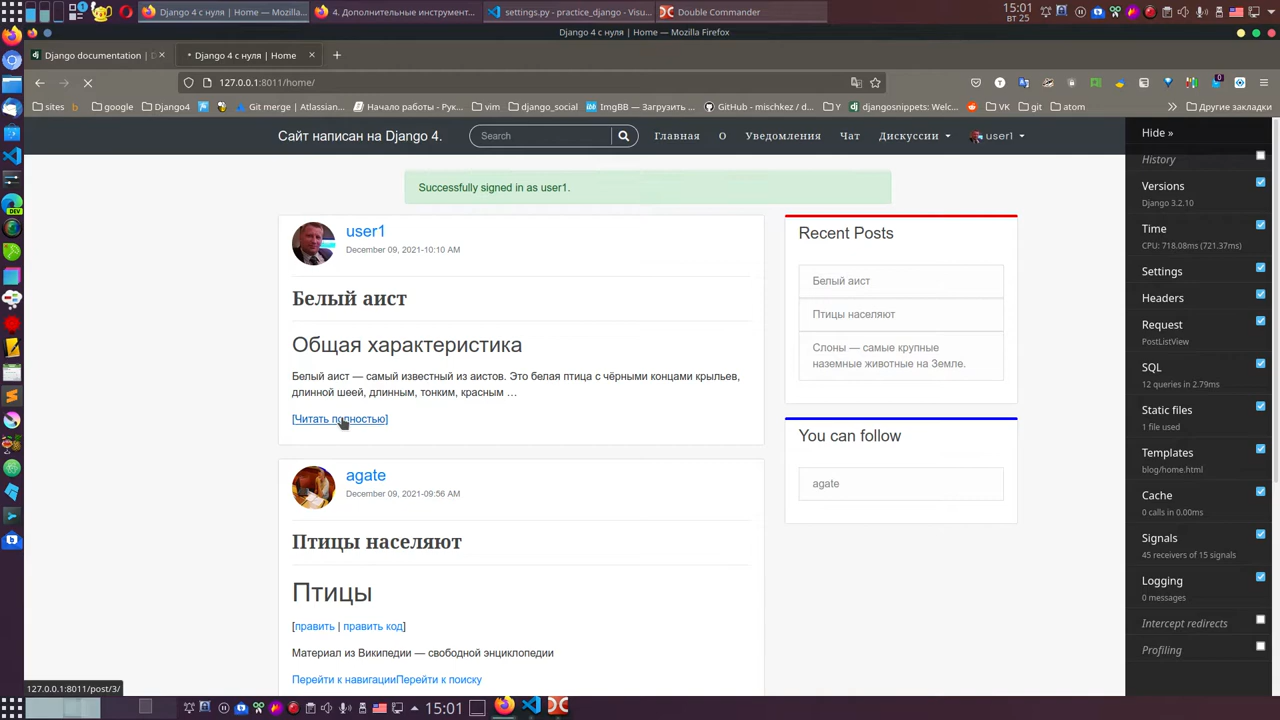 Django 4 с нуля | Home — Mozilla...
4. Дополнительные инструмент...
settings.py - practice_django - Visu...
Double Commander
15:01
ВТ 25
Django 4 с нуля | Home — Mozilla Firefox
Django documentation | D
Django 4 с нуля | Home
127.0.0.1:8011/home/
sites
google
Django4
Git merge | Atlassian...
Начало работы - Рук...
vim
django_social
ImgBB — Загрузить ...
GitHub - mischkez / d...
Y
djangosnippets: Welc...
VK
git
atom
Другие закладки
Сайт написан на Django 4.
Search
Главная
О
Уведомления
Чат
Дискуссии
user1
Successfully signed in as user1.
user1
December 09, 2021-10:10 AM
Белый аист
Общая характеристика
Белый аист — самый известный из аистов. Это белая птица с чёрными концами крыльев,
длинной шеей, длинным, тонким, красным …
[Читать полностью]
agate
December 09, 2021-09:56 AM
Птицы населяют
Птицы
[править | править код]
Материал из Википедии — свободной энциклопедии
Перейти к навигацииПерейти к поиску
Recent Posts
Белый аист
Птицы населяют
Слоны — самые крупные
наземные животные на Земле.
You can follow
agate
Hide »
History
Versions
Django 3.2.10
Time
CPU: 718.08ms (721.37ms)
Settings
Headers
Request
PostListView
SQL
12 queries in 2.79ms
Static files
1 file used
Templates
blog/home.html
Cache
0 calls in 0.00ms
Signals
45 receivers of 15 signals
Logging
0 messages
Intercept redirects
Profiling
127.0.0.1:8011/post/3/
15:01